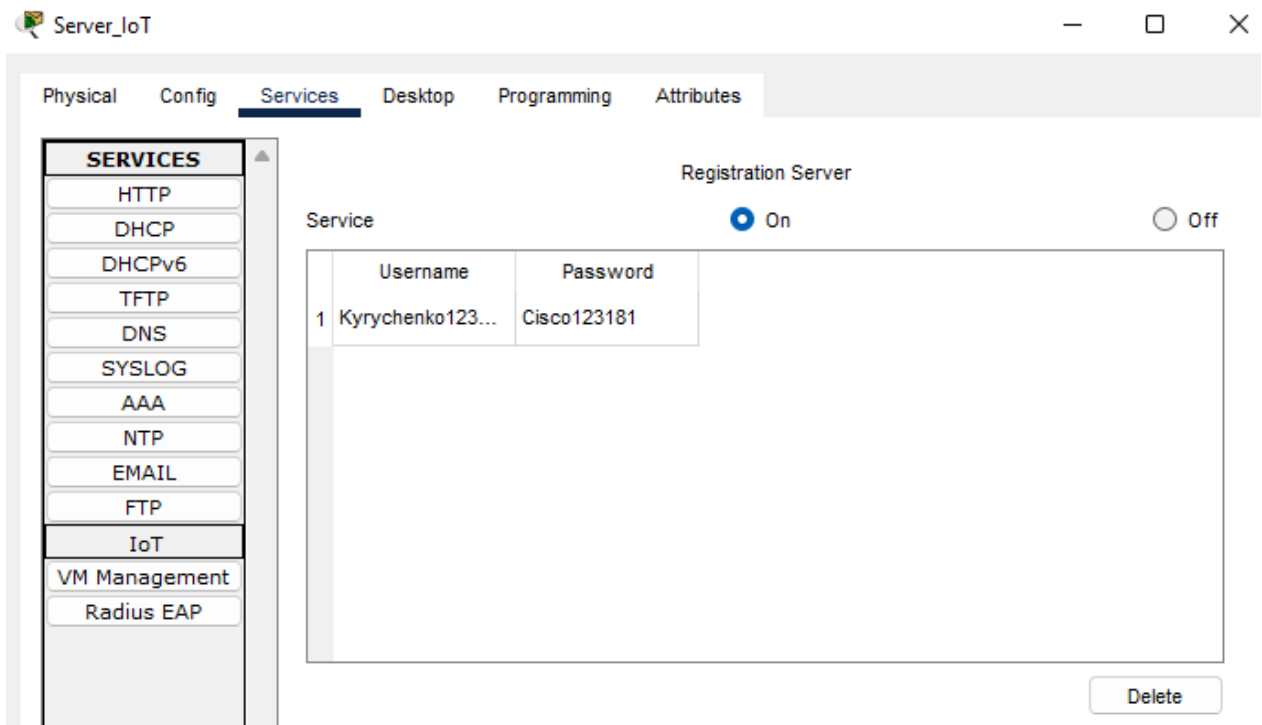 Server_IoT
Physical Config Services Desktop Programming Attributes
SERVICES
HTTP
DHCP
DHCPv6
TFTP
DNS
SYSLOG
AAA
NTP
EMAIL
FTP
IoT
VM Management
Radius EAP
Registration Server
Service On Off
Username Password
1 Kyrychenko123... Cisco123181
Delete